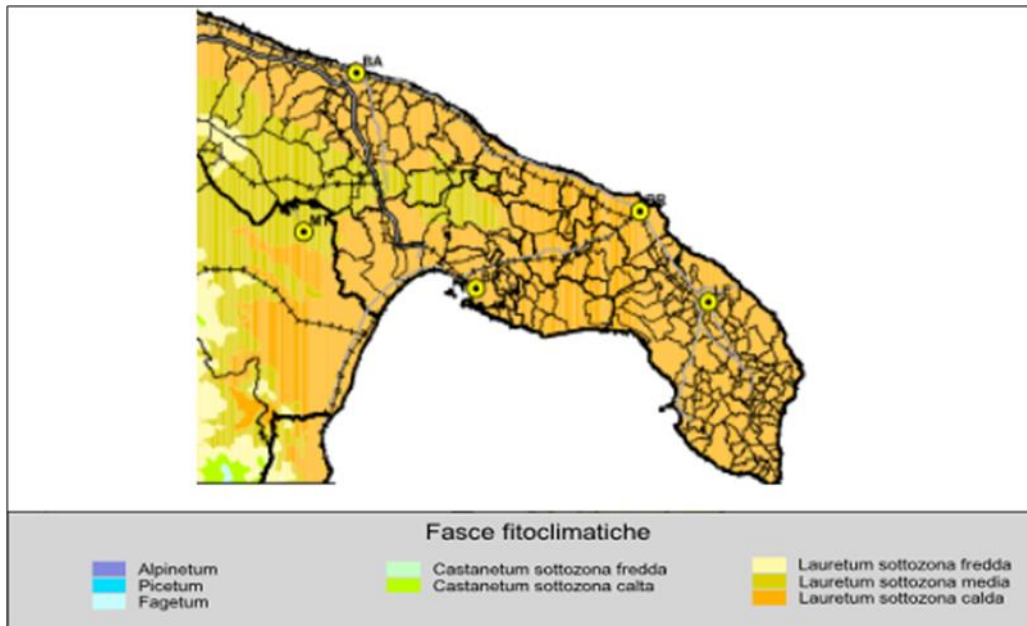 BA
BR
MT
LE
Fasce fitoclimatiche
Alpinetum
Picetum
Fagetum
Castanetum sottozona fredda
Castanetum sottozona calta
Lauretum sottozona fredda
Lauretum sottozona media
Lauretum sottozona calda